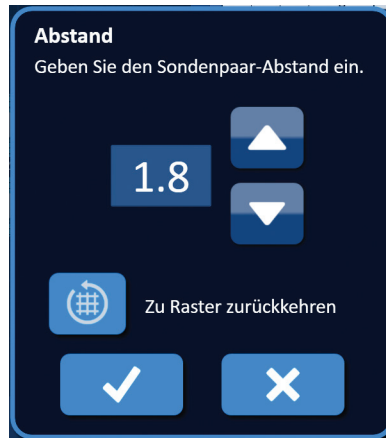 Abstand
Geben Sie den Sondenpaar-Abstand ein.
1.8
Zu Raster zurückkehren